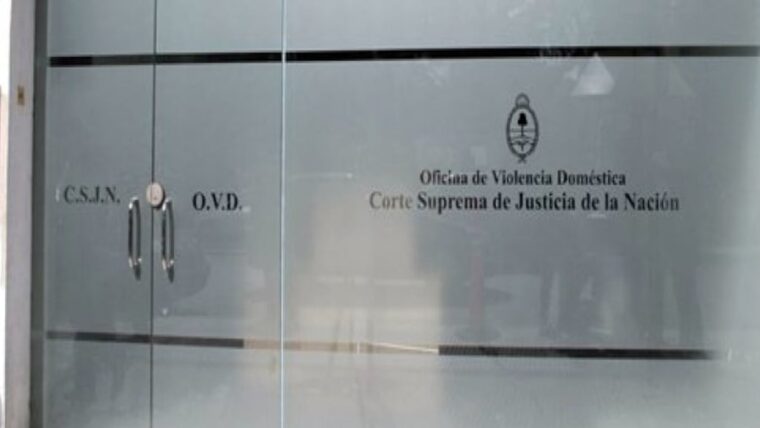 C.S.J.N.
O.V.D.
Oficina de Violencia Doméstica
Corte Suprema de Justicia de la Nación